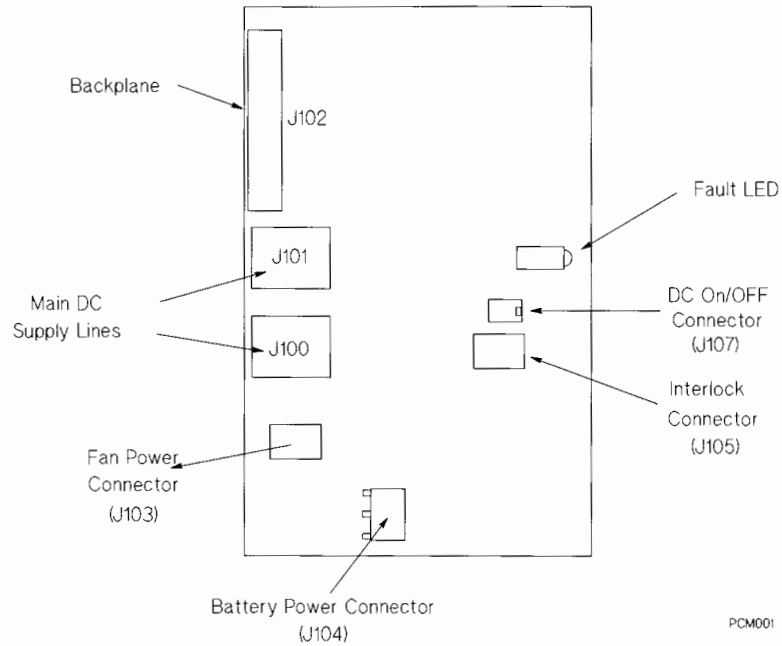 Backplane
J102
Fault LED
J101
Main DC
Supply Lines
DC On/OFF
Connector
(J107)
J100
Interlock
Connector
(J105)
Fan Power
Connector
(J103)
Battery Power Connector
(J104)
PCM001